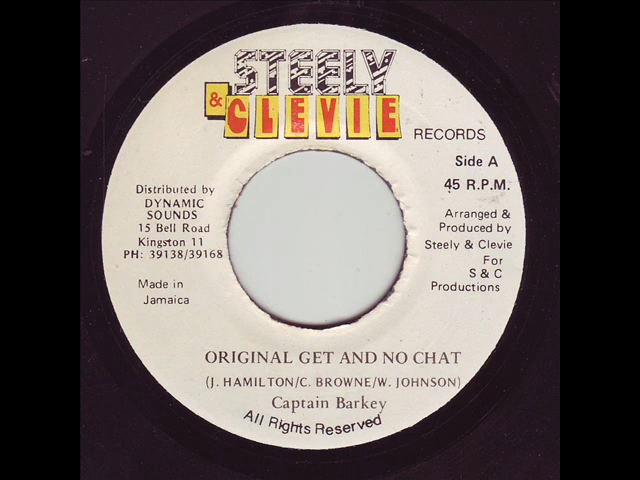 STEELY
& CLEVIE
RECORDS
Side A
45 R.P.M.
Distributed by
DYNAMIC
SOUNDS
15 Bell Road
Kingston 11
PH: 39138/39168
Made in
Jamaica
Arranged &
Produced by
Steely & Clevie
For
S & C
Productions
ORIGINAL GET AND NO CHAT
(J. HAMILTON/C. BROWNE/W. JOHNSON)
Captain Barkey
All Rights Reserved